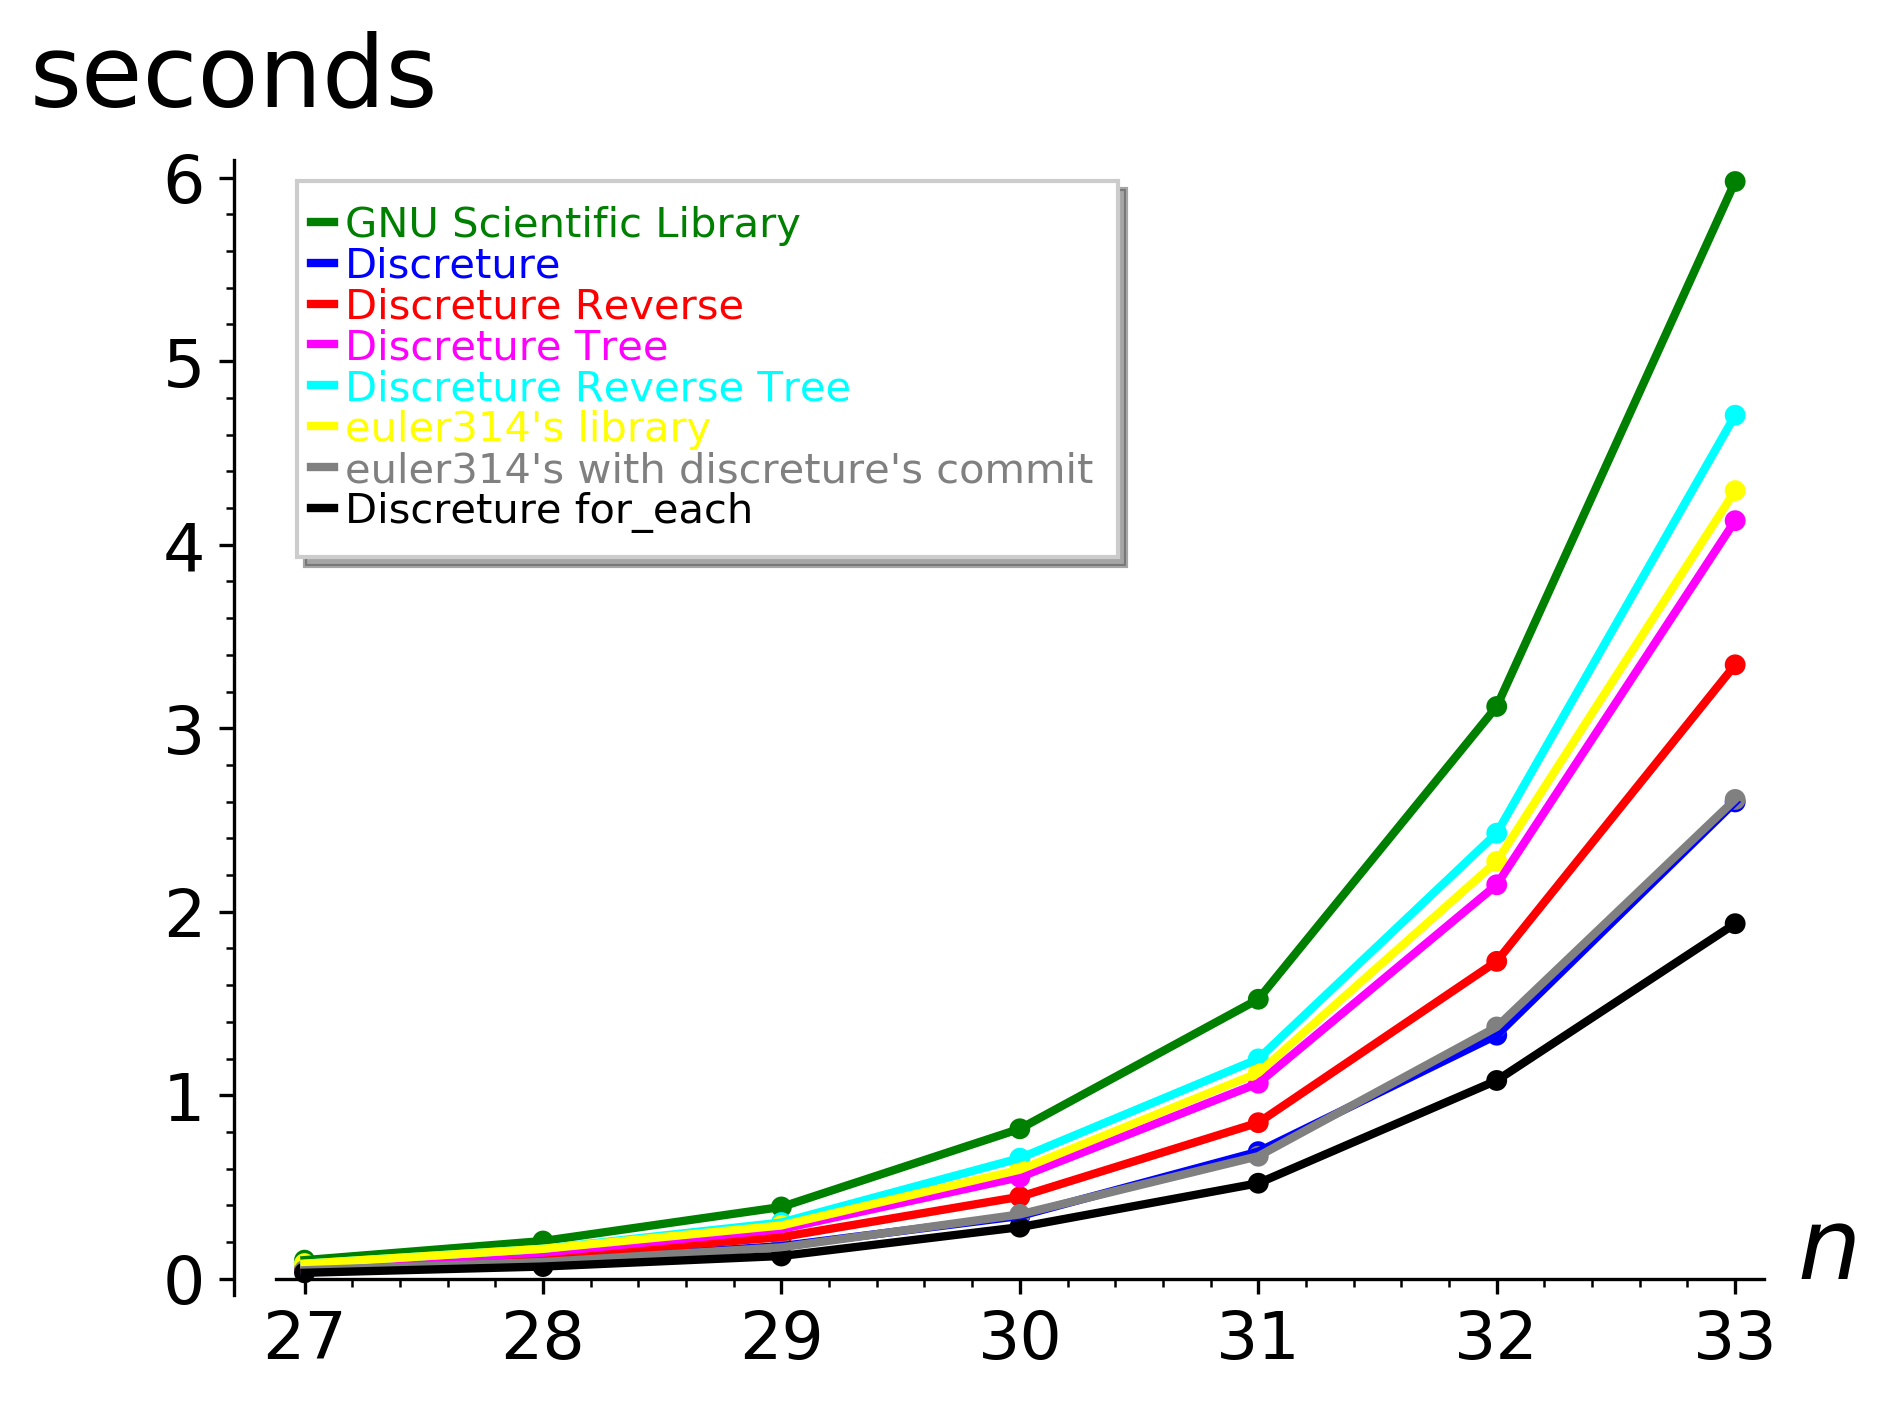 seconds
6
5
4
3
2
1
0
GNU Scientific Library
Discreture
Discreture Reverse
Discreture Tree
Discreture Reverse Tree
euler314's library
euler314's with discreture's commit
Discreture for_each
n
27 28 29 30 31 32 33